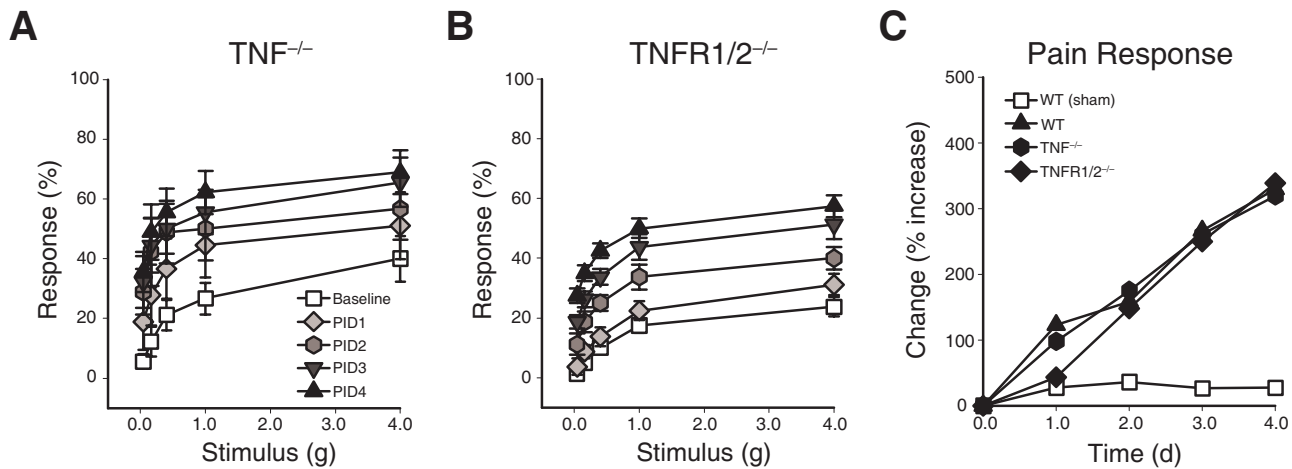 A
TNF⁻/⁻
Response (%)
100
80
60
40
20
0
Baseline
PID1
PID2
PID3
PID4
0.0 1.0 2.0 3.0 4.0
Stimulus (g)
B
TNFR1/2⁻/⁻
Response (%)
100
80
60
40
20
0
0.0 1.0 2.0 3.0 4.0
Stimulus (g)
C
Pain Response
Change (% increase)
500
400
300
200
100
0
WT (sham)
WT
TNF⁻/⁻
TNFR1/2⁻/⁻
0.0 1.0 2.0 3.0 4.0
Time (d)